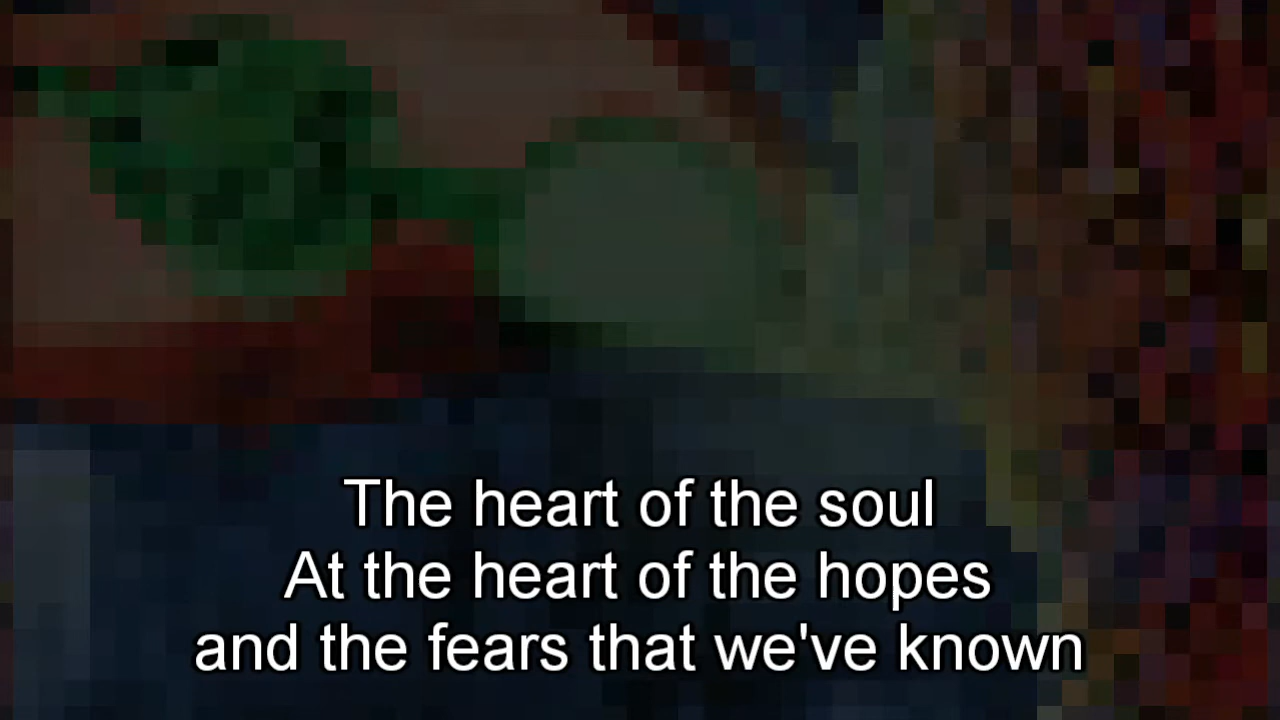 The heart of the soul
At the heart of the hopes
and the fears that we've known